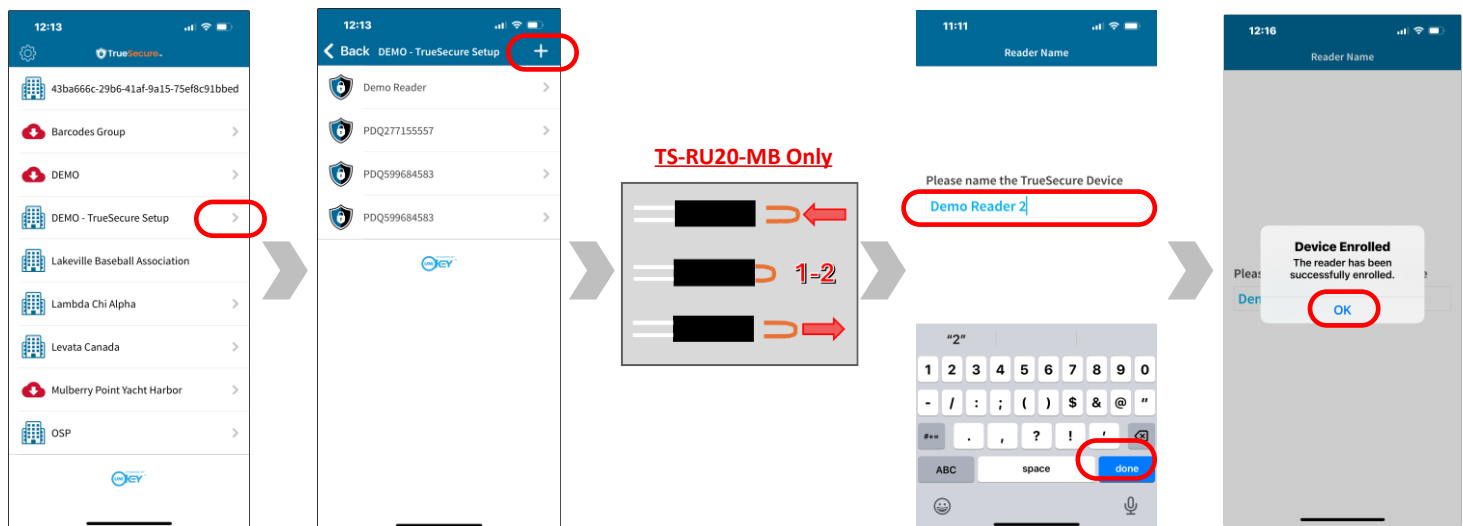 12:13
TrueSecure
43ba666c-29b6-41af-9a15-75ef8c91bbed
Barcodes Group
DEMO
DEMO - TrueSecure Setup
Lakeville Baseball Association
Lambda Chi Alpha
Levata Canada
Mulberry Point Yacht Harbor
OSP
UNIKEY
12:13
Back DEMO - TrueSecure Setup +
Demo Reader
PDQ277155557
PDQ599684583
PDQ599684583
UNIKEY
TS-RU20-MB Only
1-2
11:11
Reader Name
Please name the TrueSecure Device
Demo Reader 2
"2"
1 2 3 4 5 6 7 8 9 0
- / : ; ( ) $ & @ "
#+= . , ? ! '
ABC space done
12:16
Reader Name
Pleas e
Den
Device Enrolled
The reader has been
successfully enrolled.
OK